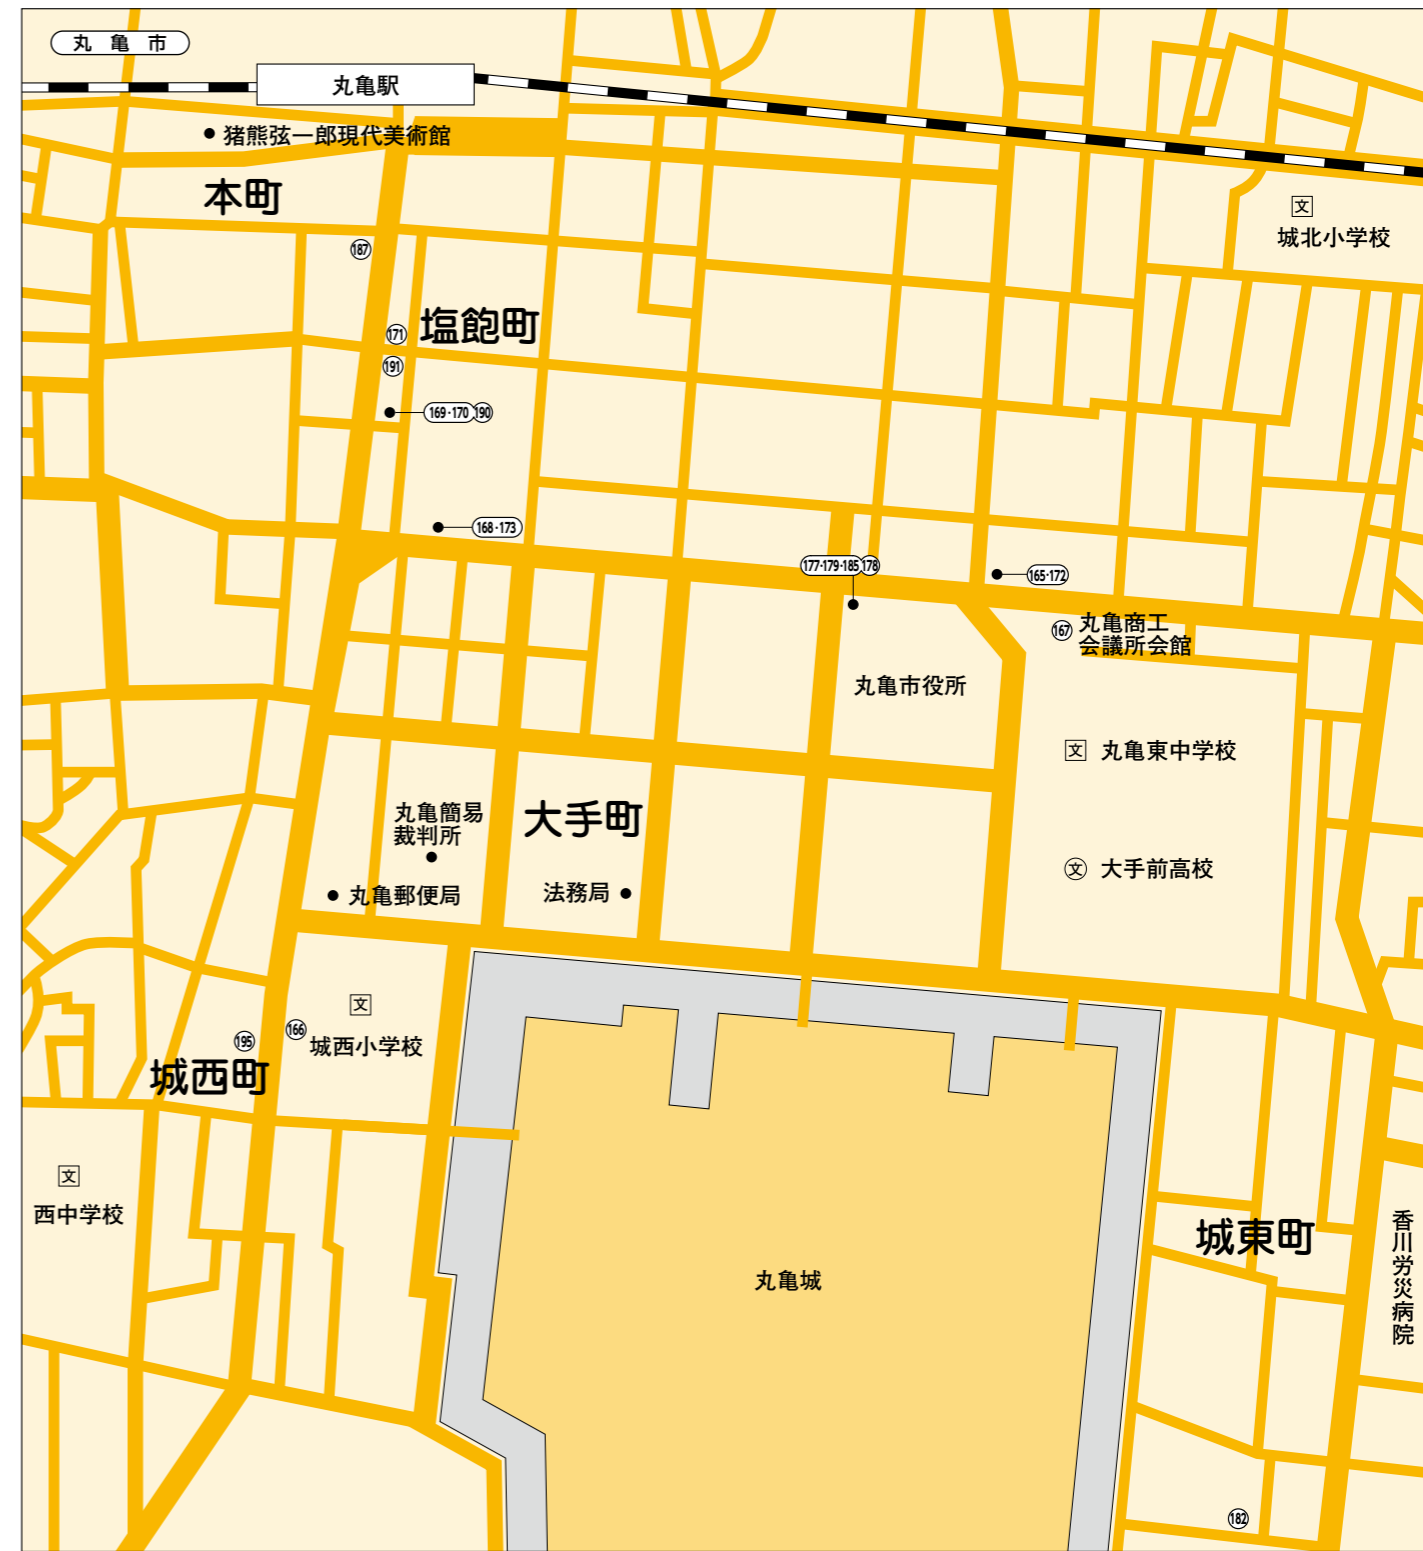 丸亀市
丸亀駅
猪熊弦一郎現代美術館
本町
文
城北小学校
187
171
塩飽町
191
169・170 190
168・173
177・179・185 178
165・172
167
丸亀商工
会議所会館
丸亀市役所
文 丸亀東中学校
丸亀簡易
裁判所
大手町
文 大手前高校
丸亀郵便局
法務局
文
城西小学校
166
195
城西町
文
西中学校
丸亀城
城東町
香川労災病院
182